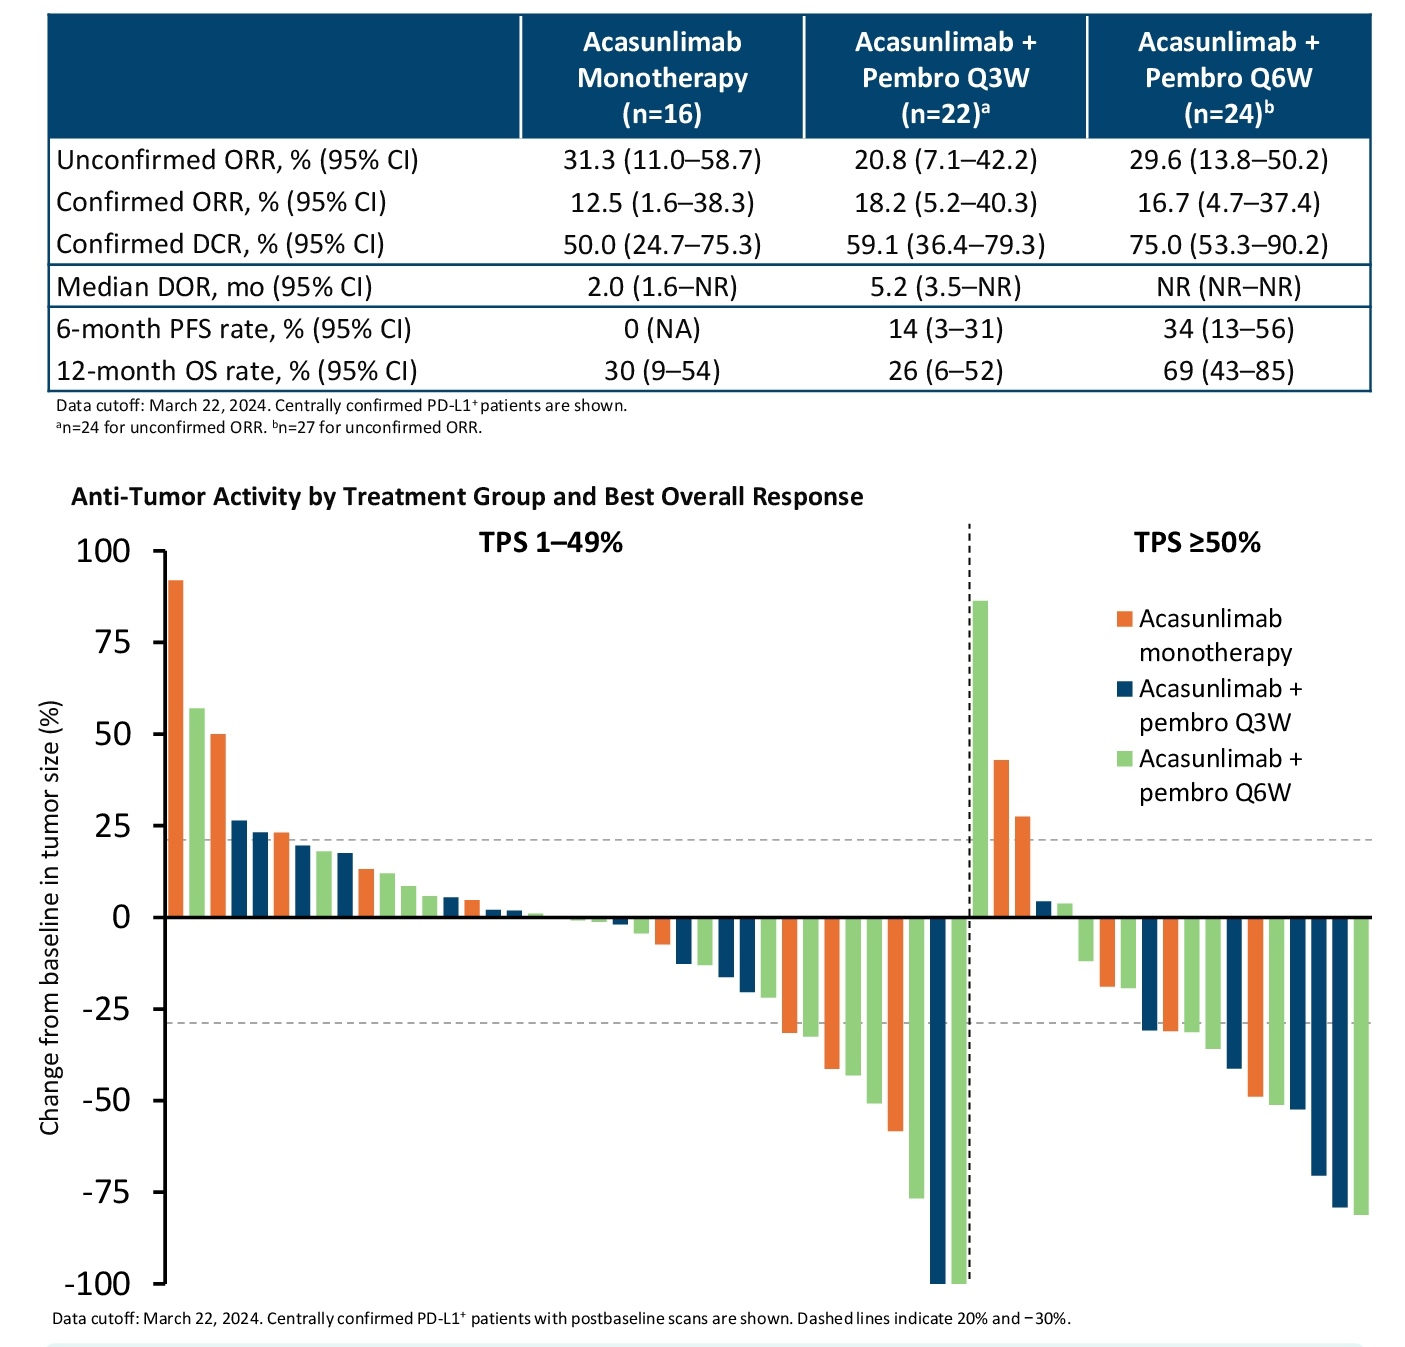 Acasunlimab Monotherapy (n=16) Acasunlimab + Pembro Q3W (n=22)ᵃ Acasunlimab + Pembro Q6W (n=24)ᵇ
Unconfirmed ORR, % (95% CI) 31.3 (11.0–58.7) 20.8 (7.1–42.2) 29.6 (13.8–50.2)
Confirmed ORR, % (95% CI) 12.5 (1.6–38.3) 18.2 (5.2–40.3) 16.7 (4.7–37.4)
Confirmed DCR, % (95% CI) 50.0 (24.7–75.3) 59.1 (36.4–79.3) 75.0 (53.3–90.2)
Median DOR, mo (95% CI) 2.0 (1.6–NR) 5.2 (3.5–NR) NR (NR–NR)
6-month PFS rate, % (95% CI) 0 (NA) 14 (3–31) 34 (13–56)
12-month OS rate, % (95% CI) 30 (9–54) 26 (6–52) 69 (43–85)
Data cutoff: March 22, 2024. Centrally confirmed PD-L1⁺ patients are shown.
ᵃn=24 for unconfirmed ORR. ᵇn=27 for unconfirmed ORR.
Anti-Tumor Activity by Treatment Group and Best Overall Response
TPS 1–49%
TPS ≥50%
Acasunlimab
monotherapy
Acasunlimab +
pembro Q3W
Acasunlimab +
pembro Q6W
Change from baseline in tumor size (%)
100
75
50
25
0
-25
-50
-75
-100
Data cutoff: March 22, 2024. Centrally confirmed PD-L1⁺ patients with postbaseline scans are shown. Dashed lines indicate 20% and −30%.